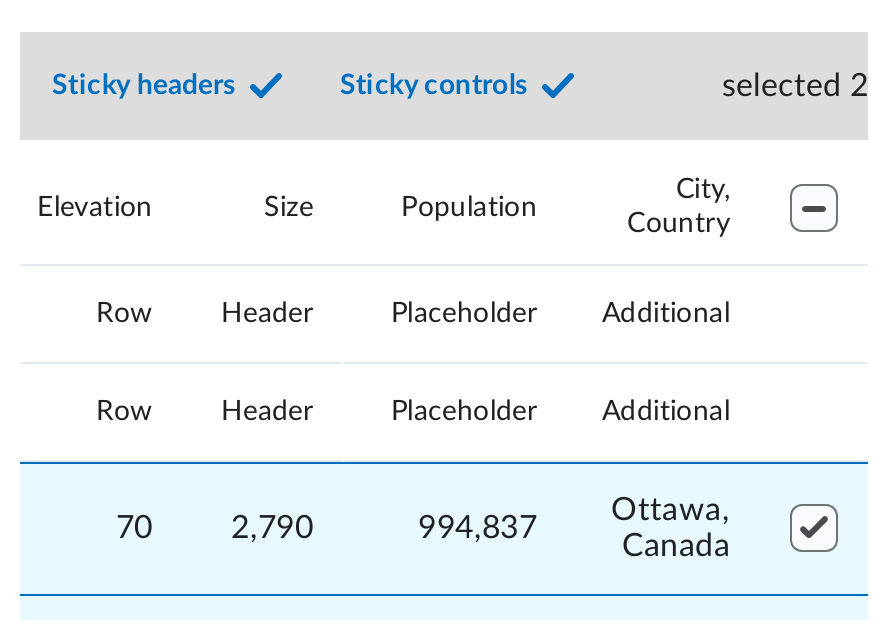 Sticky headers Sticky controls selected 2
Elevation Size Population City,
Country
Row Header Placeholder Additional
Row Header Placeholder Additional
70 2,790 994,837 Ottawa,
Canada